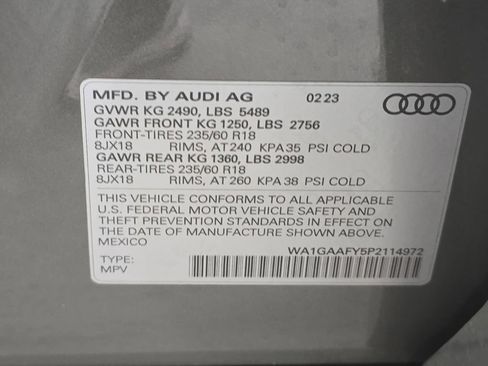 MFD. BY AUDI AG 02 23
GVWR KG 2490, LBS 5489
GAWR FRONT KG 1250, LBS 2756
FRONT-TIRES 235/60 R18
8JX18 RIMS, AT 240 KPA 35 PSI COLD
GAWR REAR KG 1360, LBS 2998
REAR-TIRES 235/60 R18
8JX18 RIMS, AT 260 KPA 38 PSI COLD
THIS VEHICLE CONFORMS TO ALL APPLICABLE
U.S. FEDERAL MOTOR VEHICLE SAFETY AND
THEFT PREVENTION STANDARDS IN EFFECT ON
THE DATE OF MANUFACTURE SHOWN ABOVE.
MEXICO
WA1GAAFY5P2114972
TYPE:
MPV